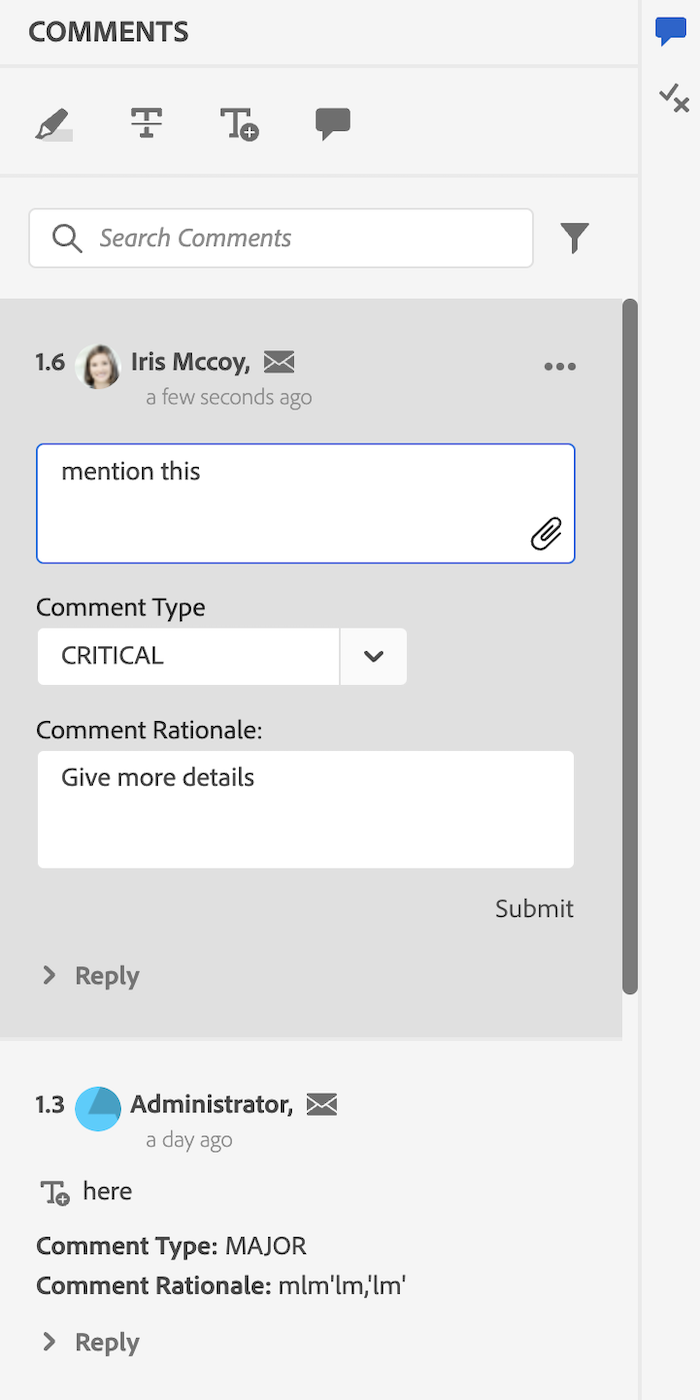 COMMENTS
Search Comments
1.6 Iris Mccoy,
a few seconds ago
mention this
Comment Type
CRITICAL
Comment Rationale:
Give more details
Submit
Reply
1.3 Administrator,
a day ago
here
Comment Type: MAJOR
Comment Rationale: mlm'lm,'lm'
Reply